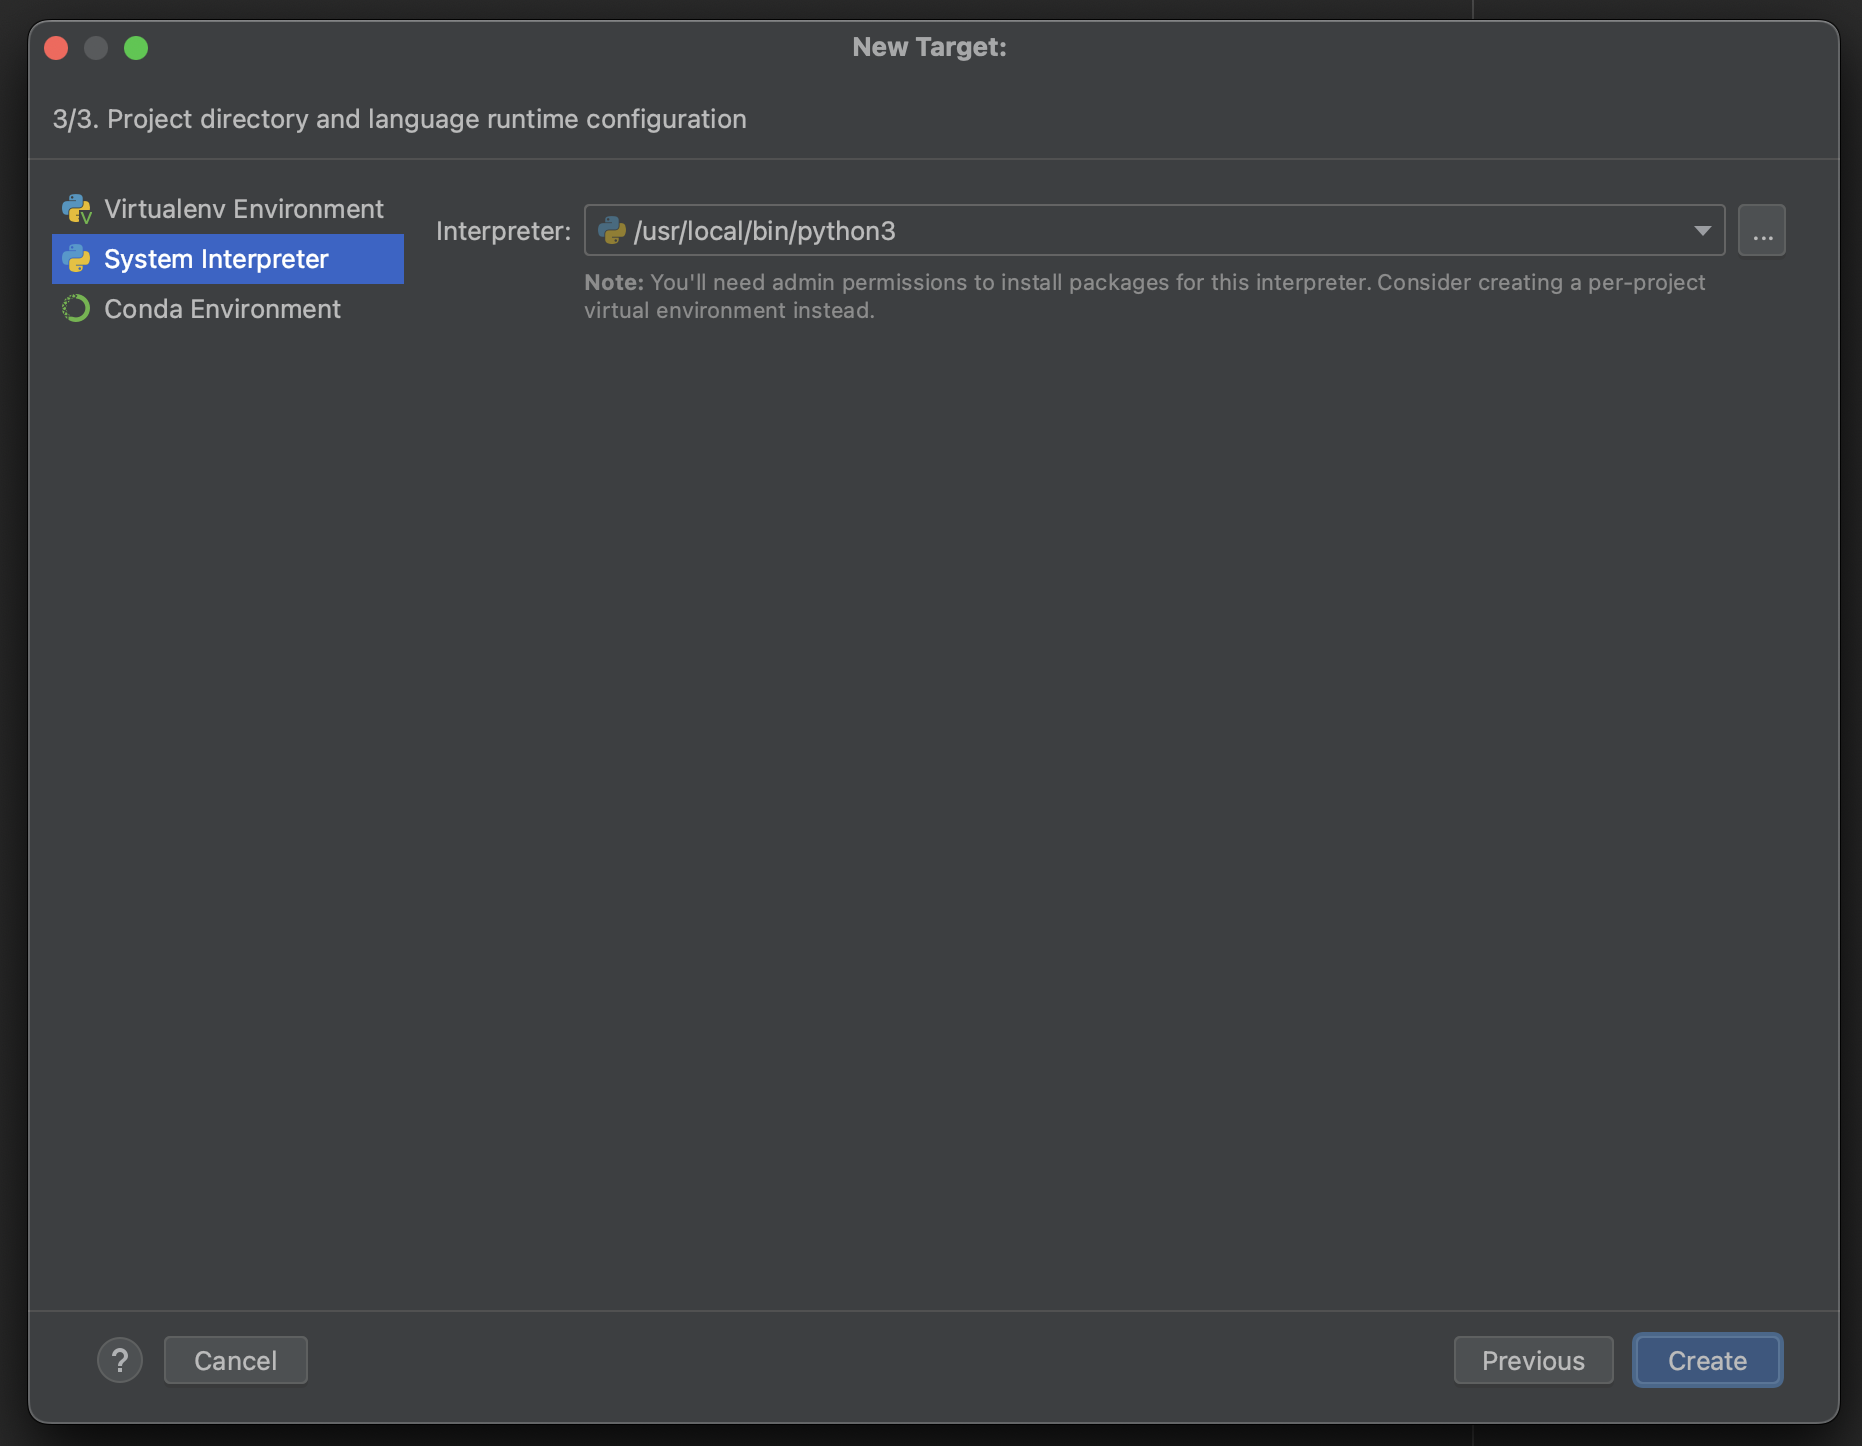 New Target:
3/3. Project directory and language runtime configuration
Virtualenv Environment
System Interpreter
Conda Environment
Interpreter: /usr/local/bin/python3 ...
Note: You'll need admin permissions to install packages for this interpreter. Consider creating a per-project
virtual environment instead.
? Cancel Previous Create